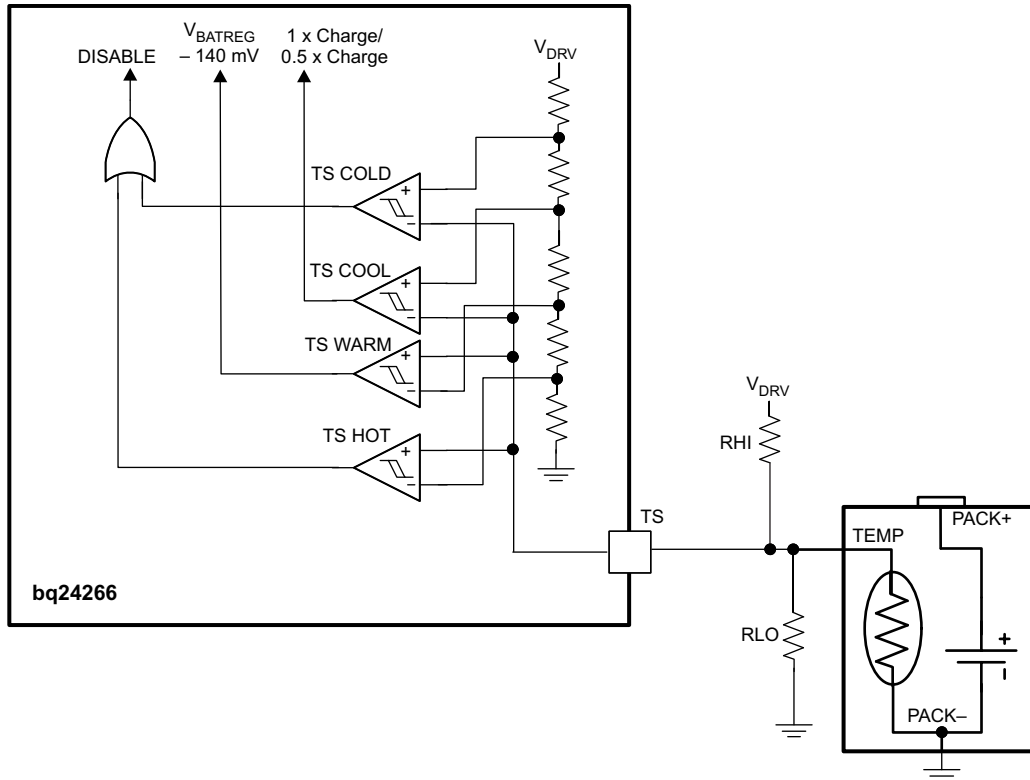 DISABLE
V_BATREG
– 140 mV
1 x Charge/
0.5 x Charge
V_DRV
TS COLD
+
–
TS COOL
+
–
TS WARM
+
–
TS HOT
+
–
TS
bq24266
V_DRV
RHI
RLO
TEMP
PACK+
+
–
PACK–